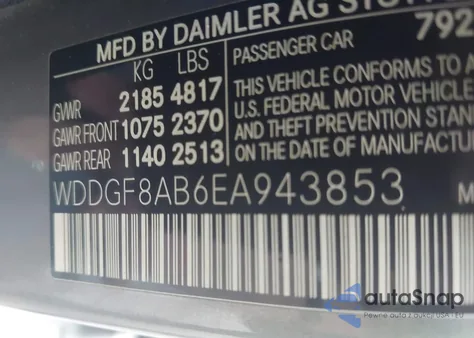 MFD BY DAIMLER AG STUTT
KG LBS
GVWR 2185 4817
GAWR FRONT 1075 2370
GAWR REAR 1140 2513
PASSENGER CAR 792
THIS VEHICLE CONFORMS TO A
U.S. FEDERAL MOTOR VEHICLE
AND THEFT PREVENTION STAN
ON THE DATE OF MANUFACTU
WDDGF8AB6EA943853
autoSnap